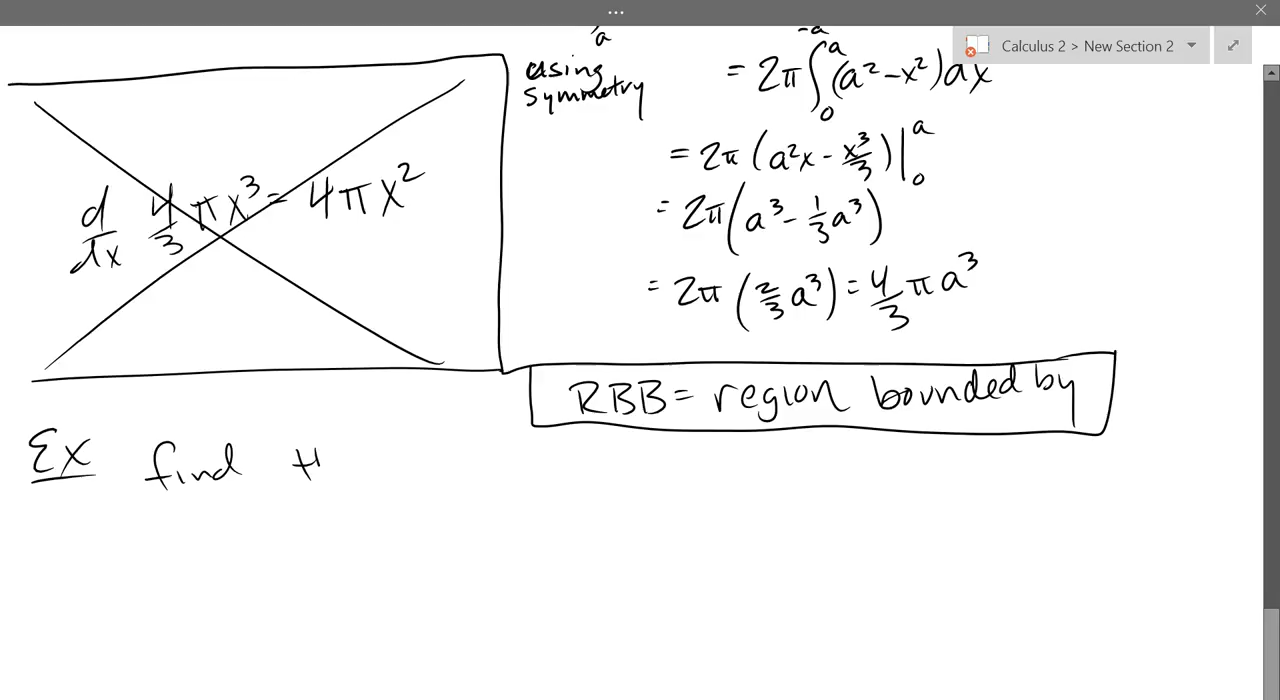 ...
Calculus 2 > New Section 2
a
using
symmetry
-a
= 2π ∫₀ᵃ (a² - x²) dx
= 2π (a²x - x³/3) |₀ᵃ
= 2π (a³ - 1/3 a³)
= 2π (2/3 a³) = 4/3 π a³
d/dx 4/3 πx³ = 4πx²
RBB = region bounded by
Ex find